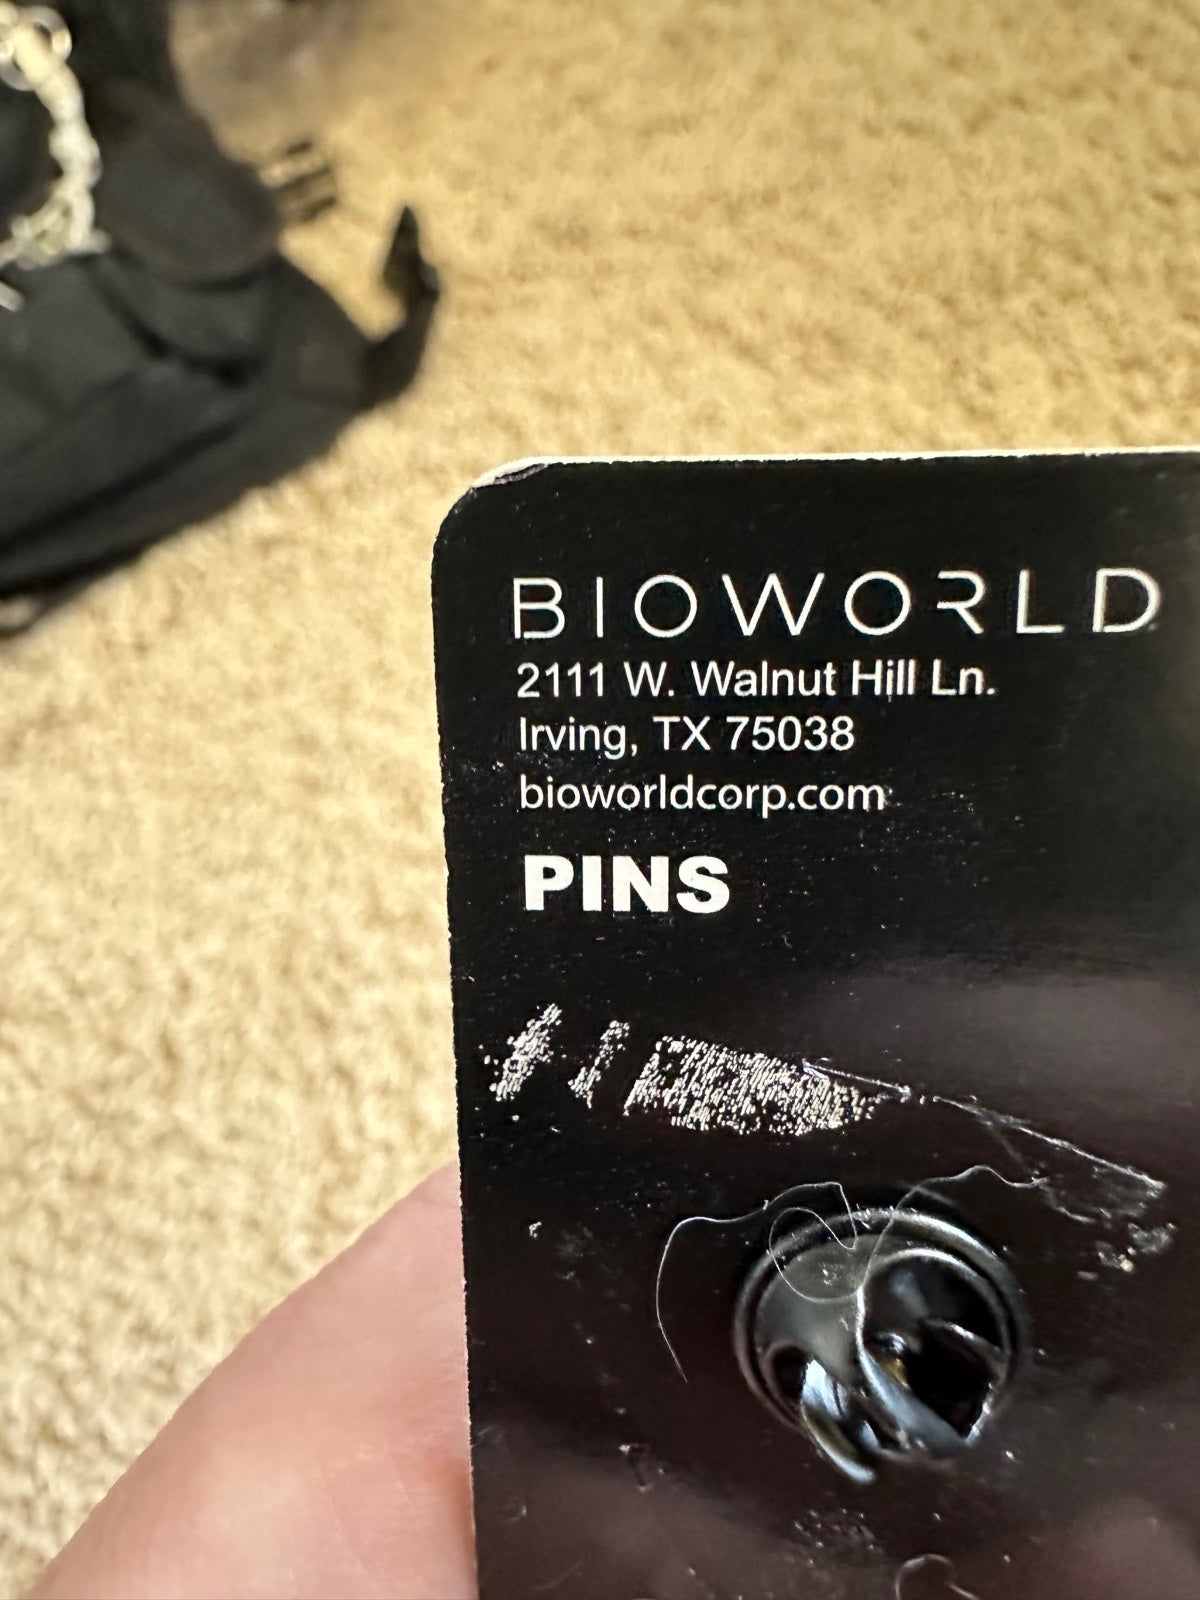 BIOWORLD
2111 W. Walnut Hill Ln.
Irving, TX 75038
bioworldcorp.com
PINS